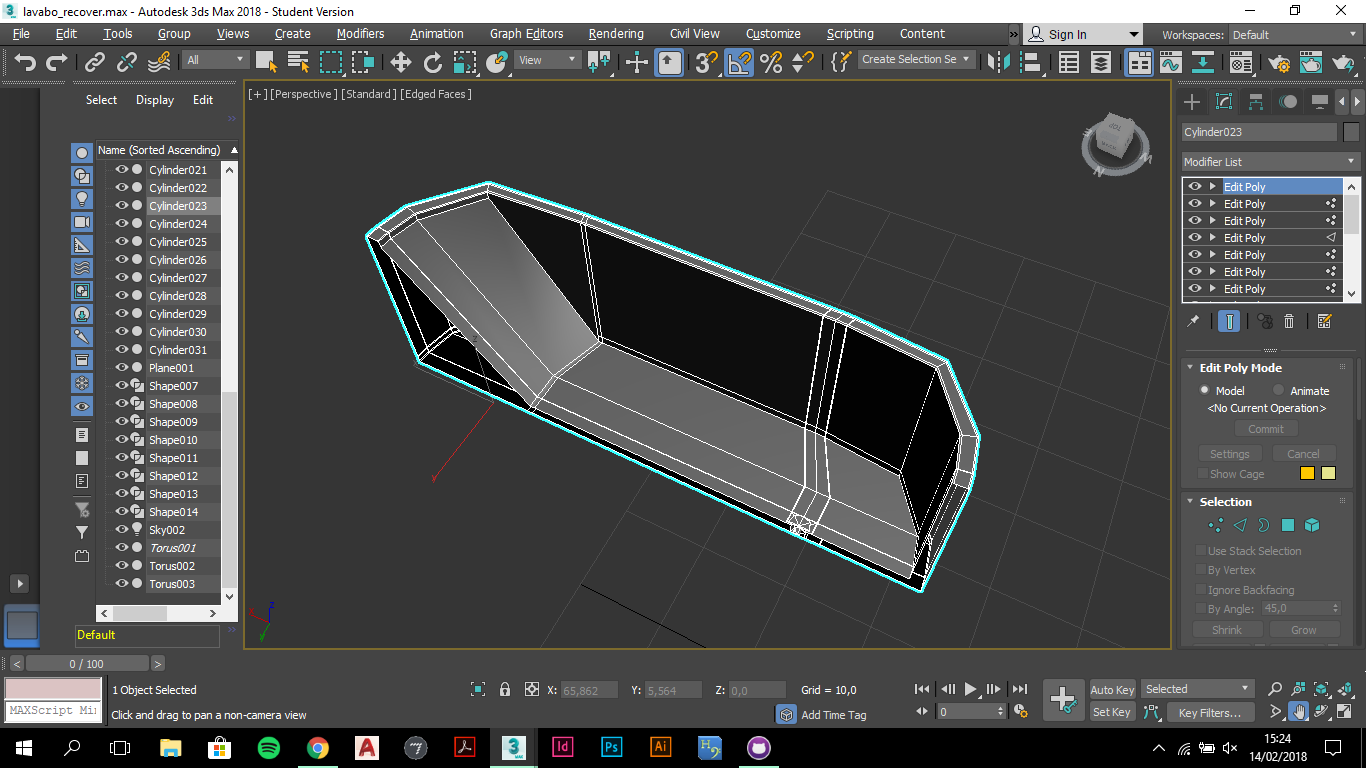 lavabo_recover.max - Autodesk 3ds Max 2018 - Student Version
File Edit Tools Group Views Create Modifiers Animation Graph Editors Rendering Civil View Customize Scripting Content » Sign In Workspaces: Default
All View Create Selection Se
Select Display Edit
Name (Sorted Ascending)
Cylinder021
Cylinder022
Cylinder023
Cylinder024
Cylinder025
Cylinder026
Cylinder027
Cylinder028
Cylinder029
Cylinder030
Cylinder031
Plane001
Shape007
Shape008
Shape009
Shape010
Shape011
Shape012
Shape013
Shape014
Sky002
Torus001
Torus002
Torus003
Default
[+] [Perspective] [Standard] [Edged Faces]
Cylinder023
Modifier List
Edit Poly
Edit Poly
Edit Poly
Edit Poly
Edit Poly
Edit Poly
Edit Poly
Edit Poly Mode
Model Animate
<No Current Operation>
Commit
Settings Cancel
Show Cage
Selection
Use Stack Selection
By Vertex
Ignore Backfacing
By Angle: 45,0
Shrink Grow
< 0 / 100 >
MAXScript Mi
1 Object Selected
Click and drag to pan a non-camera view
X: 65,862 Y: 5,564 Z: 0,0 Grid = 10,0
Add Time Tag
0
Auto Key Selected
Set Key Key Filters...
15:24
14/02/2018